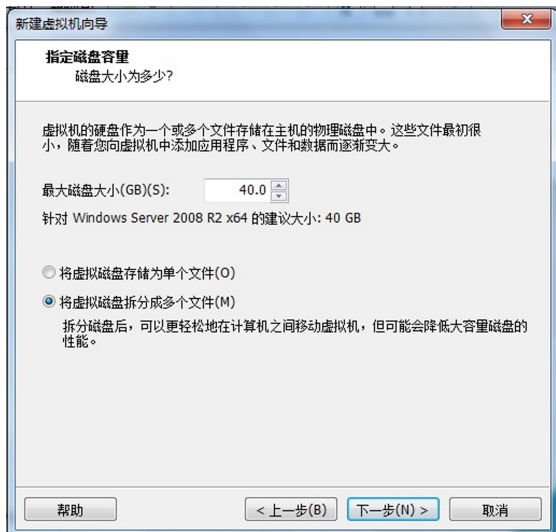 新建虚拟机向导
指定磁盘容量
磁盘大小为多少?
虚拟机的硬盘作为一个或多个文件存储在主机的物理磁盘中。这些文件最初很
小，随着您向虚拟机中添加应用程序、文件和数据而逐渐变大。
最大磁盘大小(GB)(S): 40.0
针对 Windows Server 2008 R2 x64 的建议大小: 40 GB
将虚拟磁盘存储为单个文件(O)
将虚拟磁盘拆分成多个文件(M)
拆分磁盘后，可以更轻松地在计算机之间移动虚拟机，但可能会降低大容量磁盘的
性能。
帮助 < 上一步(B) 下一步(N) > 取消